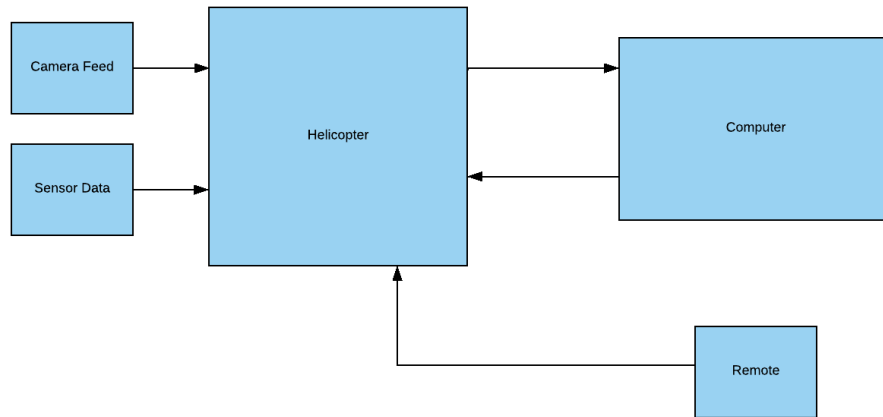 Camera Feed
Helicopter
Computer
Sensor Data
Remote